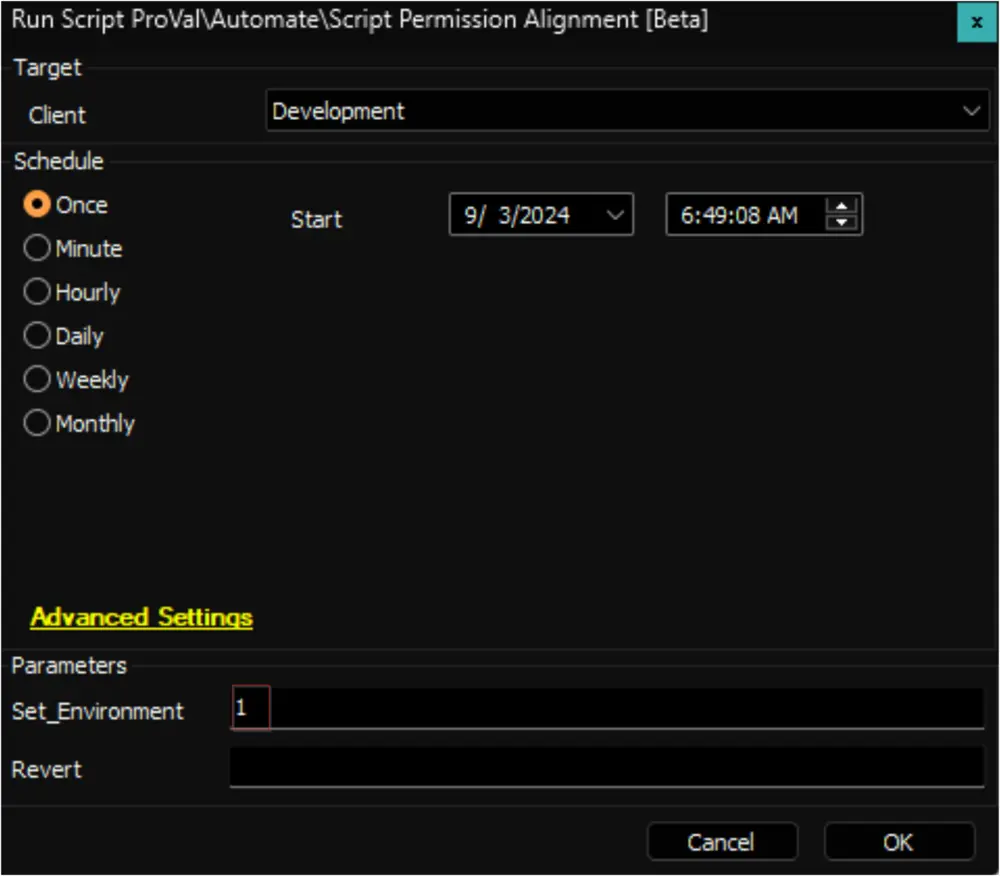 Run Script ProVal\Automate\Script Permission Alignment [Beta]
x
Target
Client
Development
Schedule
Once
Start
9/ 3/2024
6:49:08 AM
Minute
Hourly
Daily
Weekly
Monthly
Advanced Settings
Parameters
Set_Environment
1
Revert
Cancel
OK